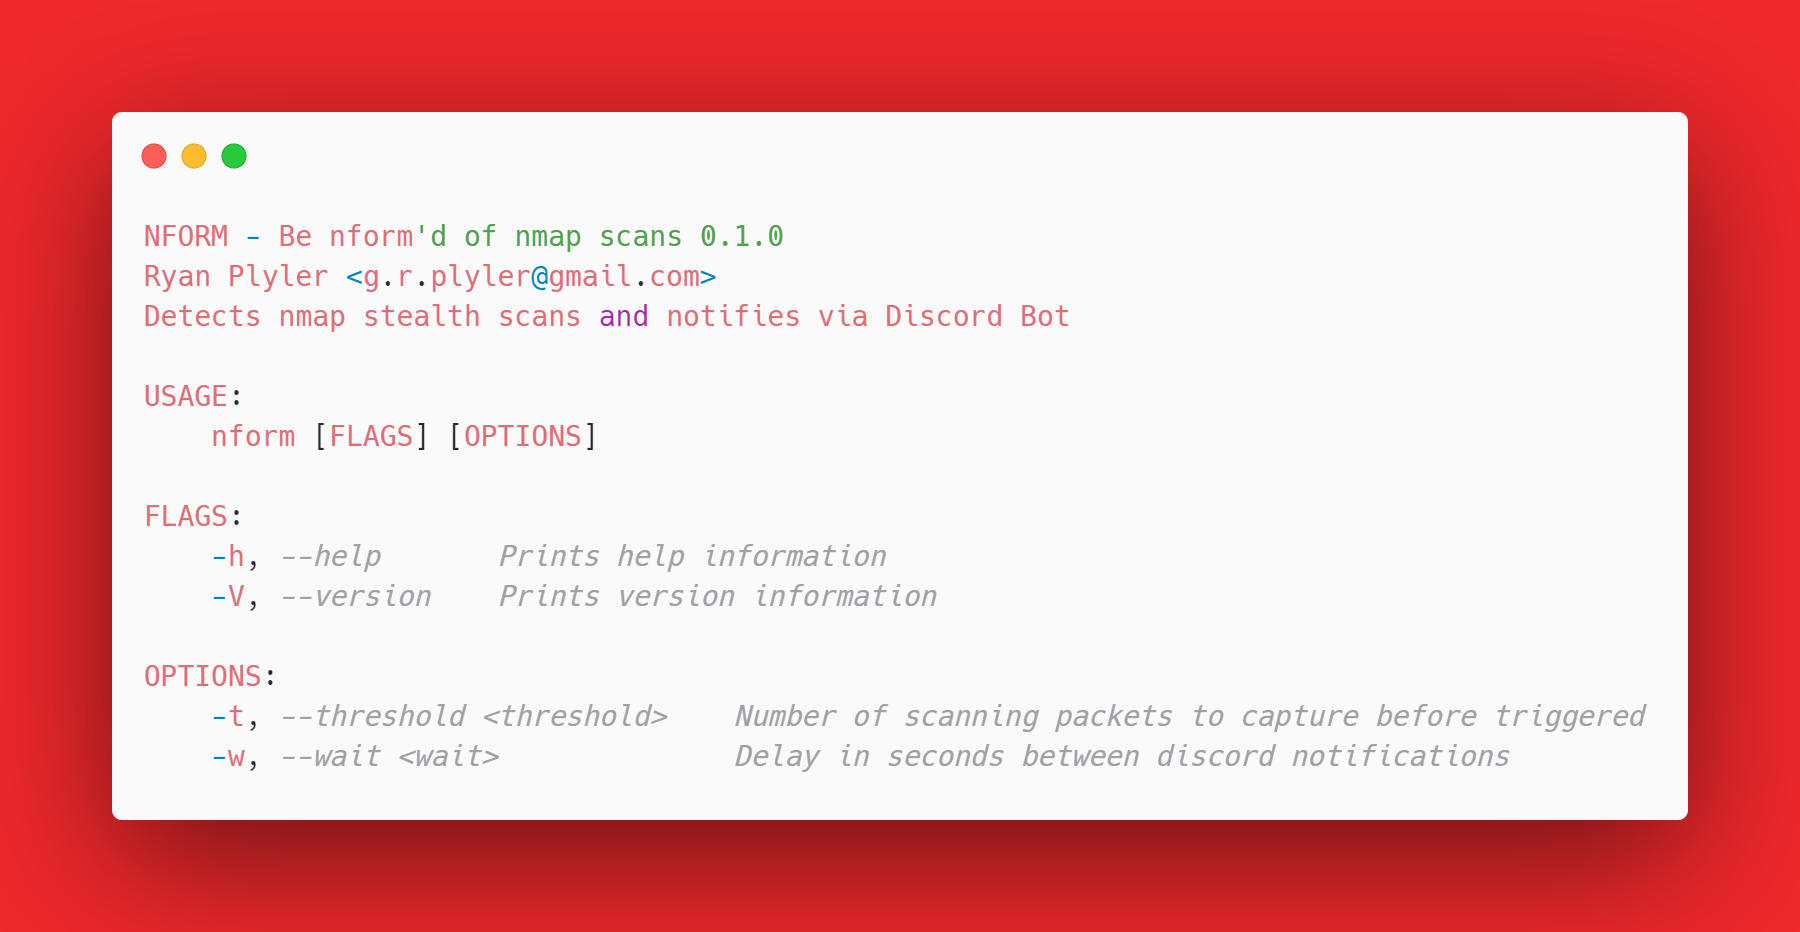 NFORM - Be nform'd of nmap scans 0.1.0
Ryan Plyler <g.r.plyler@gmail.com>
Detects nmap stealth scans and notifies via Discord Bot

USAGE:
    nform [FLAGS] [OPTIONS]

FLAGS:
    -h, --help       Prints help information
    -V, --version    Prints version information

OPTIONS:
    -t, --threshold <threshold>    Number of scanning packets to capture before triggered
    -w, --wait <wait>              Delay in seconds between discord notifications